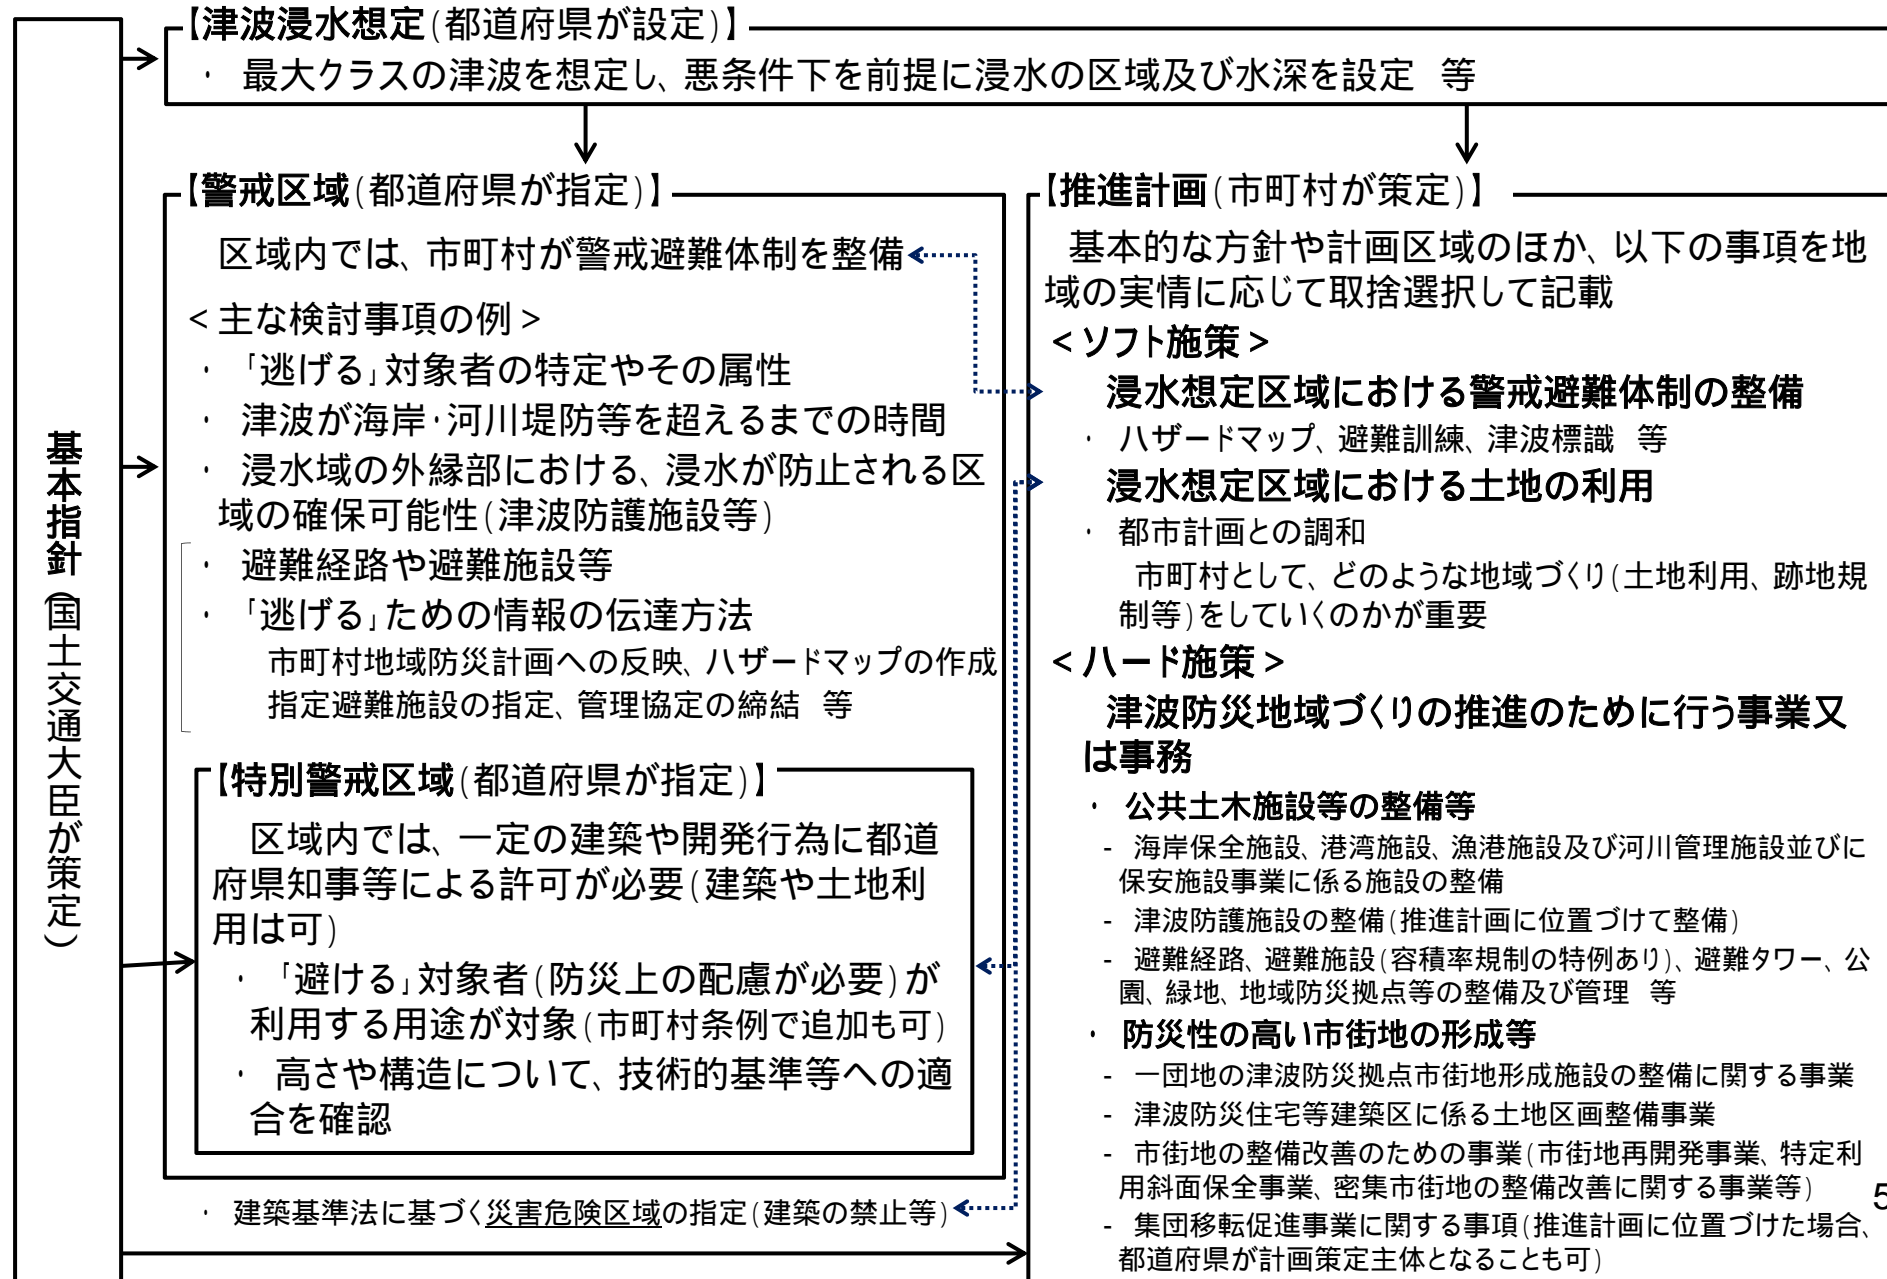 基本指針(国土交通大臣が策定)
【津波浸水想定(都道府県が設定)】
・ 最大クラスの津波を想定し、悪条件下を前提に浸水の区域及び水深を設定 等
【警戒区域(都道府県が指定)】
区域内では、市町村が警戒避難体制を整備
<主な検討事項の例>
・ 「逃げる」対象者の特定やその属性
・ 津波が海岸・河川堤防等を超えるまでの時間
・ 浸水域の外縁部における、浸水が防止される区
域の確保可能性(津波防護施設等)
・ 避難経路や避難施設等
・ 「逃げる」ための情報の伝達方法
市町村地域防災計画への反映、ハザードマップの作成
指定避難施設の指定、管理協定の締結 等
【特別警戒区域(都道府県が指定)】
区域内では、一定の建築や開発行為に都道
府県知事等による許可が必要(建築や土地利
用は可)
・ 「避ける」対象者(防災上の配慮が必要)が
利用する用途が対象(市町村条例で追加も可)
・ 高さや構造について、技術的基準等への適
合を確認
・ 建築基準法に基づく災害危険区域の指定(建築の禁止等)
【推進計画(市町村が策定)】
基本的な方針や計画区域のほか、以下の事項を地
域の実情に応じて取捨選択して記載
<ソフト施策>
浸水想定区域における警戒避難体制の整備
・ ハザードマップ、避難訓練、津波標識 等
浸水想定区域における土地の利用
・ 都市計画との調和
市町村として、どのような地域づくり(土地利用、跡地規
制等)をしていくのかが重要
<ハード施策>
津波防災地域づくりの推進のために行う事業又
は事務
・ 公共土木施設等の整備等
- 海岸保全施設、港湾施設、漁港施設及び河川管理施設並びに
保安施設事業に係る施設の整備
- 津波防護施設の整備(推進計画に位置づけて整備)
- 避難経路、避難施設(容積率規制の特例あり)、避難タワー、公
園、緑地、地域防災拠点等の整備及び管理 等
・ 防災性の高い市街地の形成等
- 一団地の津波防災拠点市街地形成施設の整備に関する事業
- 津波防災住宅等建築区に係る土地区画整備事業
- 市街地の整備改善のための事業(市街地再開発事業、特定利
用斜面保全事業、密集市街地の整備改善に関する事業等)
- 集団移転促進事業に関する事項(推進計画に位置づけた場合、
都道府県が計画策定主体となることも可)
5